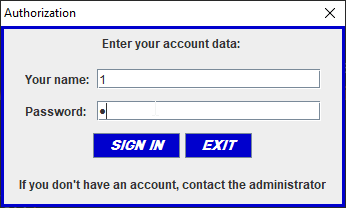 Authorization
Enter your account data:
Your name: 1
Password: ●
SIGN IN EXIT
If you don't have an account, contact the administrator